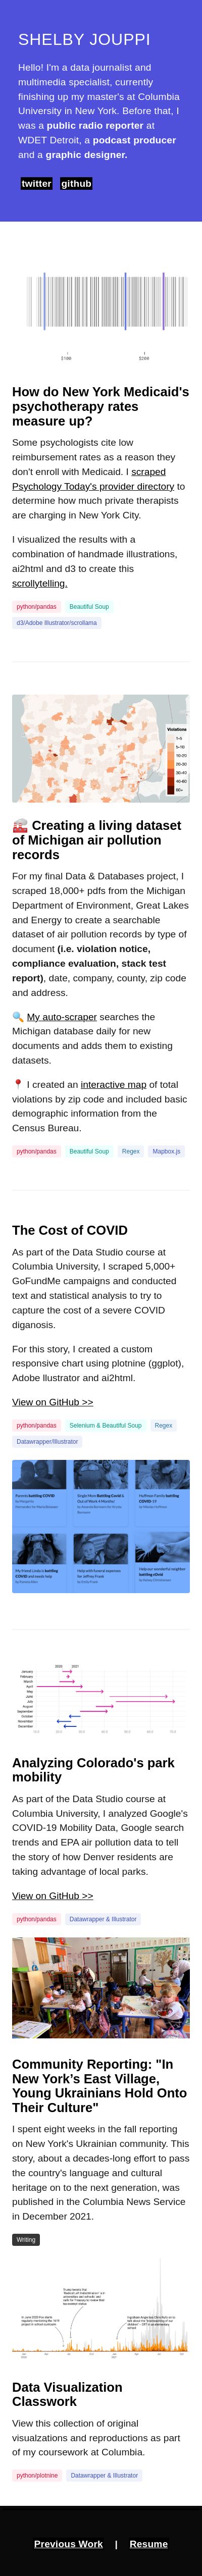 SHELBY JOUPPI
Hello! I'm a data journalist and
multimedia specialist, currently
finishing up my master's at Columbia
University in New York. Before that, I
was a public radio reporter at
WDET Detroit, a podcast producer
and a graphic designer.
twitter github
$100 $200
How do New York Medicaid's
psychotherapy rates
measure up?
Some psychologists cite low
reimbursement rates as a reason they
don't enroll with Medicaid. I scraped
Psychology Today's provider directory to
determine how much private therapists
are charging in New York City.
I visualized the results with a
combination of handmade illustrations,
ai2html and d3 to create this
scrollytelling.
python/pandas Beautiful Soup
d3/Adobe Illustrator/scrollama
Violations
1-5
5-10
10-20
20-30
30-40
40-60
60+
🏭 Creating a living dataset
of Michigan air pollution
records
For my final Data & Databases project, I
scraped 18,000+ pdfs from the Michigan
Department of Environment, Great Lakes
and Energy to create a searchable
dataset of air pollution records by type of
document (i.e. violation notice,
compliance evaluation, stack test
report), date, company, county, zip code
and address.
🔍 My auto-scraper searches the
Michigan database daily for new
documents and adds them to existing
datasets.
📍 I created an interactive map of total
violations by zip code and included basic
demographic information from the
Census Bureau.
python/pandas Beautiful Soup Regex Mapbox.js
The Cost of COVID
As part of the Data Studio course at
Columbia University, I scraped 5,000+
GoFundMe campaigns and conducted
text and statistical analysis to try to
capture the cost of a severe COVID
diganosis.
For this story, I created a custom
responsive chart using plotnine (ggplot),
Adobe llustrator and ai2html.
View on GitHub >>
python/pandas Selenium & Beautiful Soup Regex
Datawrapper/Illustrator
2020 2021
January
February
March
April
May
June
July
August
September
October
November
December
Analyzing Colorado's park
mobility
As part of the Data Studio course at
Columbia University, I analyzed Google's
COVID-19 Mobility Data, Google search
trends and EPA air pollution data to tell
the story of how Denver residents are
taking advantage of local parks.
View on GitHub >>
python/pandas Datawrapper & Illustrator
Community Reporting: "In
New York’s East Village,
Young Ukrainians Hold Onto
Their Culture"
I spent eight weeks in the fall reporting
on New York's Ukranian community. This
story, about a decades-long effort to pass
the country's language and cultural
heritage on to the next generation, was
published in the Columbia News Service
in December 2021.
Writing
Data Visualization
Classwork
View this collection of original
visualzations and reproductions as part
of my coursework at Columbia.
python/plotnine Datawrapper & Illustrator
Previous Work | Resume